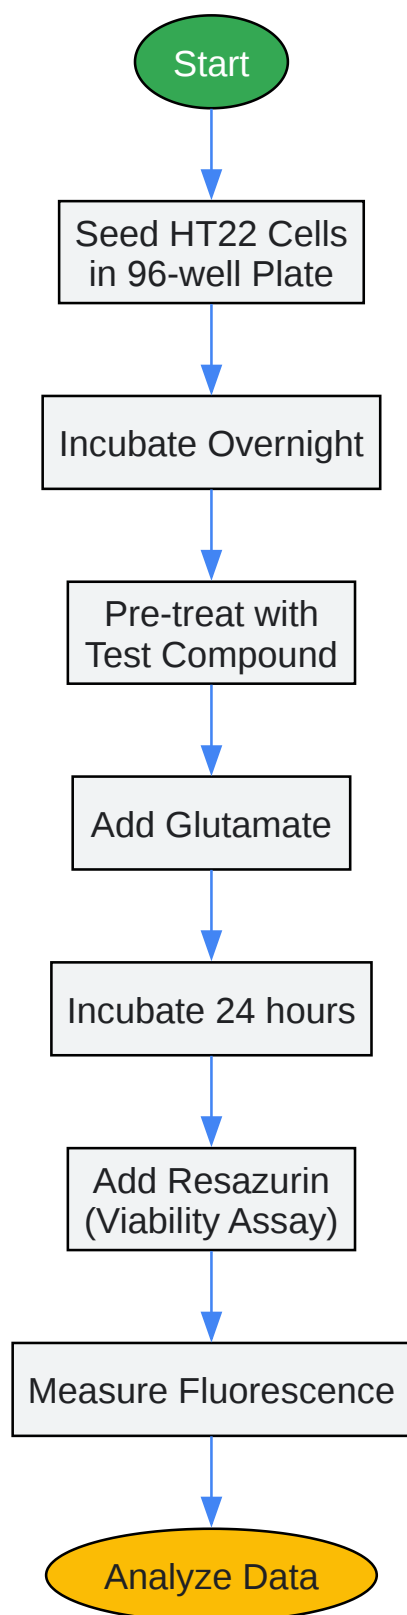 Start
Seed HT22 Cells
in 96-well Plate
Incubate Overnight
Pre-treat with
Test Compound
Add Glutamate
Incubate 24 hours
Add Resazurin
(Viability Assay)
Measure Fluorescence
Analyze Data